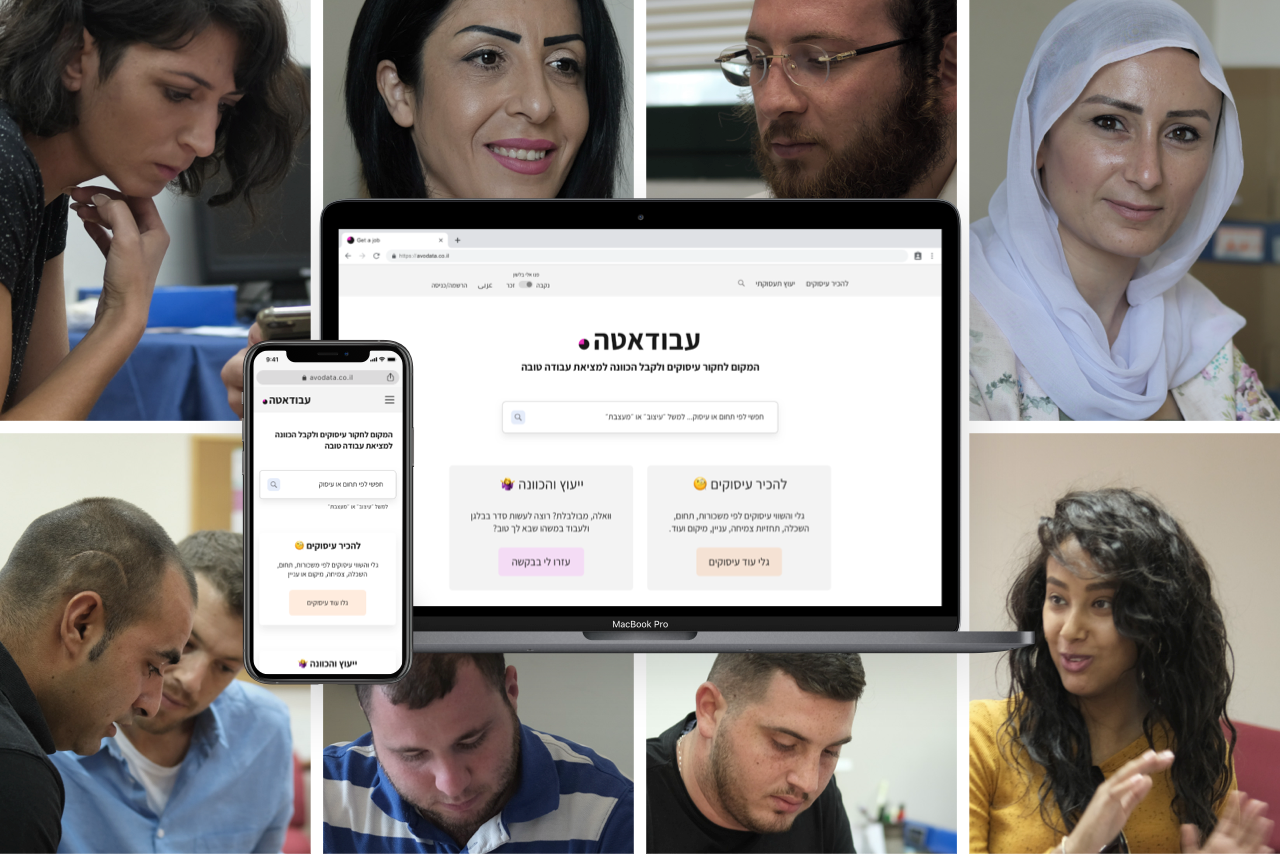 Get a job
https://avodata.co.il
להכיר עיסוקים
יעוץ תעסוקתי
פנו אלי בלשון
נקבה
זכר
عربي
הרשמה/כניסה
עבודאטה
המקום לחקור עיסוקים ולקבל הכוונה למציאת עבודה טובה
חפשי לפי תחום או עיסוק... למשל ״עיצוב״ או ״מעצבת״
להכיר עיסוקים
גלי והשווי עיסוקים לפי משכורות, תחום,
השכלה, תחזיות צמיחה, עניין, מיקום ועוד.
גלי עוד עיסוקים
ייעוץ והכוונה
וואלה, מבולבלת? רוצה לעשות סדר בבלגן
ולעבוד במשהו שבא לך טוב?
עזרו לי בבקשה
MacBook Pro
9:41
avodata.co.il
עבודאטה
המקום לחקור עיסוקים ולקבל הכוונה
למציאת עבודה טובה
חפשי לפי תחום או עיסוק
למשל ״עיצוב״ או ״מעצבת״
להכיר עיסוקים
גלי והשווי עיסוקים לפי משכורות, תחום,
השכלה, צמיחה, מיקום או עניין
גלו עוד עיסוקים
ייעוץ והכוונה